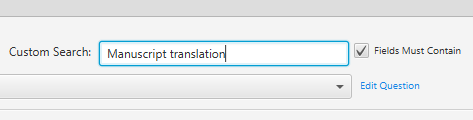 Custom Search: Manuscript translation Fields Must Contain
Edit Question